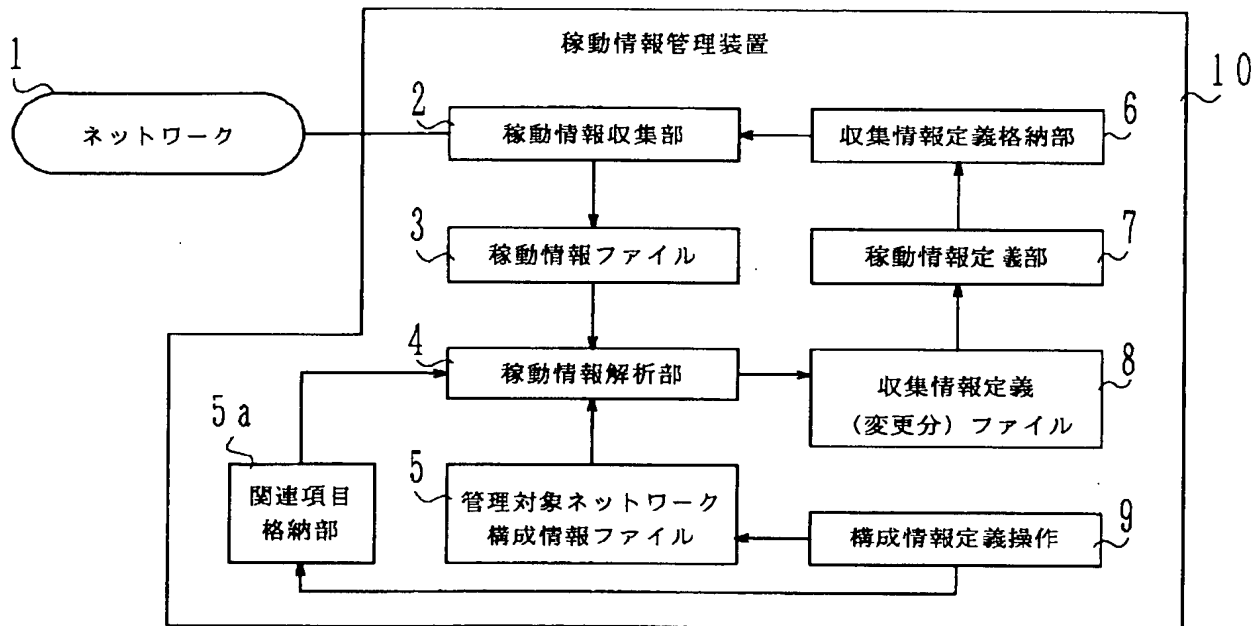 稼動情報管理装置
1
10
ネットワーク
2
稼動情報収集部
収集情報定義格納部
6
3
稼動情報ファイル
稼動情報定義部
7
4
稼動情報解析部
収集情報定義
(変更分)ファイル
8
5a
関連項目
格納部
5
管理対象ネットワーク
構成情報ファイル
構成情報定義操作
9